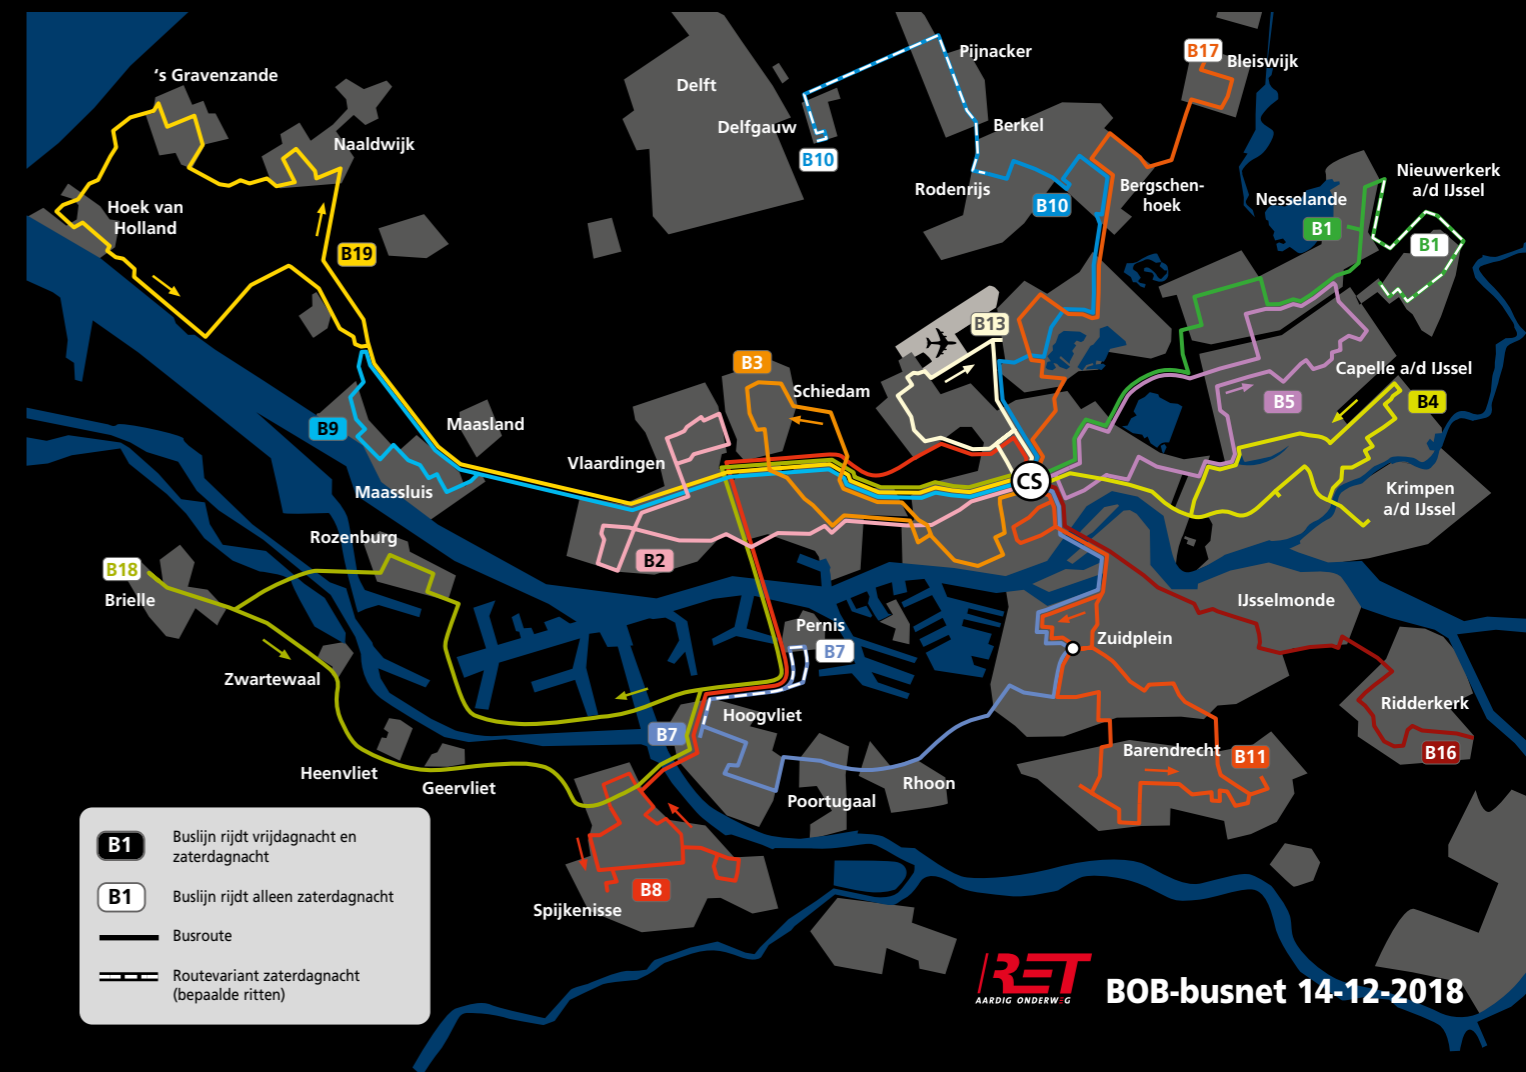 's Gravenzande
Naaldwijk
Hoek van
Holland
B19
Delft
Delfgauw
B10
Pijnacker
Berkel
Rodenrijs
B10
B17
Bleiswijk
Bergschen-
hoek
Nesselande
B1
Nieuwerkerk
a/d IJssel
B1
B13
B3
Schiedam
Capelle a/d IJssel
B5
B4
B9
Maasland
Vlaardingen
Maassluis
CS
Krimpen
a/d IJssel
Rozenburg
B2
B18
Brielle
IJsselmonde
Pernis
B7
Zuidplein
Zwartewaal
Ridderkerk
Hoogvliet
B7
Barendrecht
B11
B16
Heenvliet
Geervliet
Rhoon
Poortugaal
B8
Spijkenisse
B1
Buslijn rijdt vrijdagnacht en
zaterdagnacht
B1
Buslijn rijdt alleen zaterdagnacht
Busroute
Routevariant zaterdagnacht
(bepaalde ritten)
RET
AARDIG ONDERWEG
BOB-busnet 14-12-2018